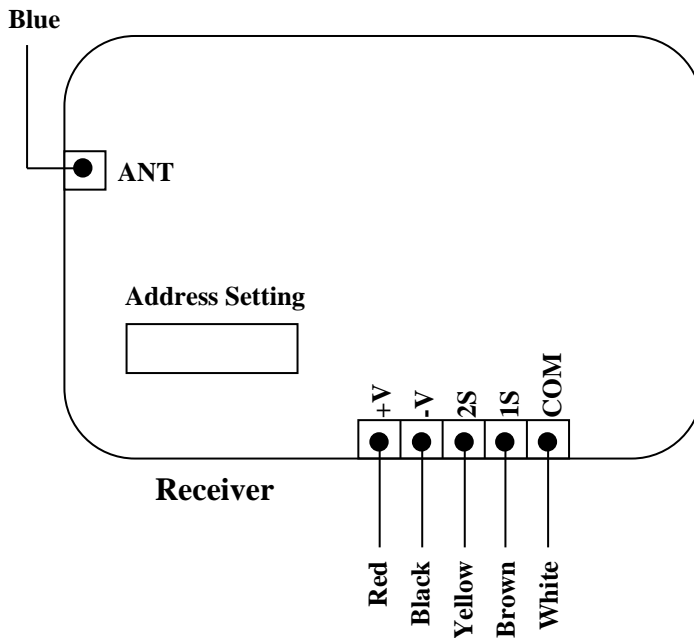 Blue
ANT
Address Setting
+V
-V
2S
1S
COM
Receiver
Red
Black
Yellow
Brown
White